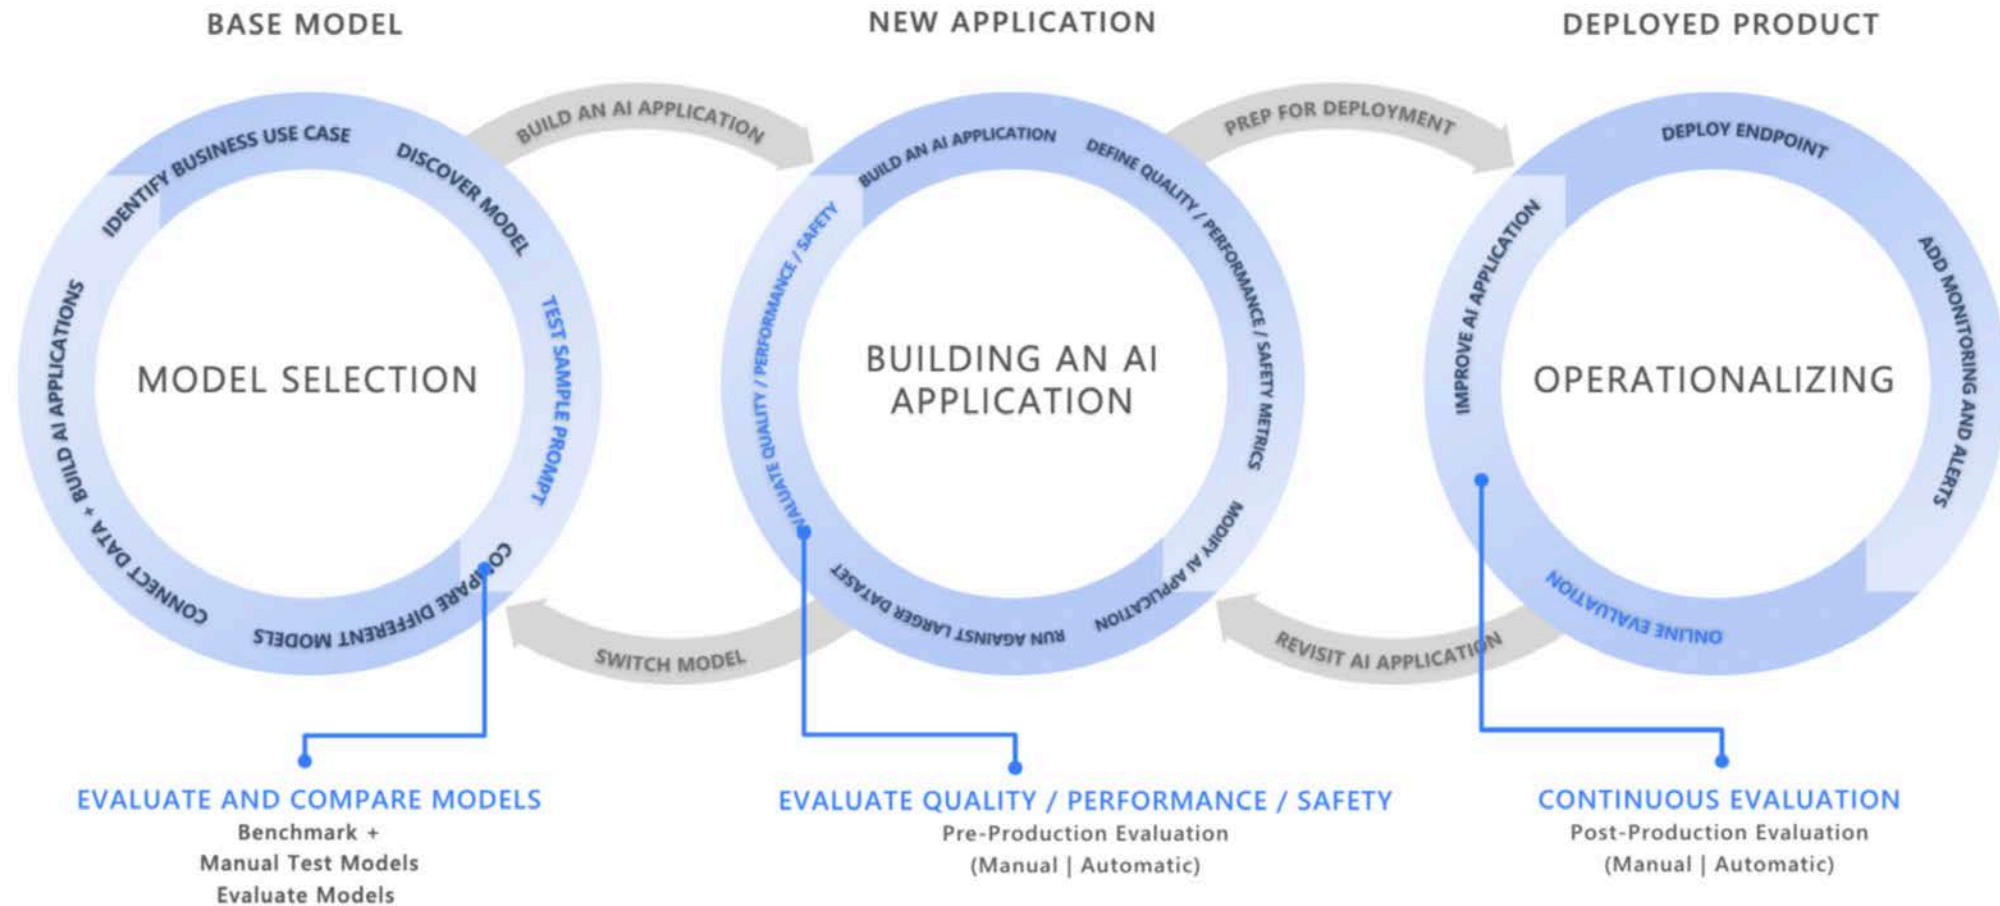 BASE MODEL
NEW APPLICATION
DEPLOYED PRODUCT
IDENTIFY BUSINESS USE CASE
DISCOVER MODEL
TEST SAMPLE PROMPT
COMPARE DIFFERENT MODELS
CONNECT DATA + BUILD AI APPLICATIONS
MODEL SELECTION
BUILD AN AI APPLICATION
SWITCH MODEL
BUILD AN AI APPLICATION
DEFINE QUALITY / PERFORMANCE / SAFETY METRICS
MODIFY AI APPLICATION
RUN AGAINST LARGER DATASET
EVALUATE QUALITY / PERFORMANCE / SAFETY
BUILDING AN AI
APPLICATION
PREP FOR DEPLOYMENT
REVISIT AI APPLICATION
DEPLOY ENDPOINT
ADD MONITORING AND ALERTS
ONLINE EVALUATION
IMPROVE AI APPLICATION
OPERATIONALIZING
EVALUATE AND COMPARE MODELS
Benchmark +
Manual Test Models
Evaluate Models
EVALUATE QUALITY / PERFORMANCE / SAFETY
Pre-Production Evaluation
(Manual | Automatic)
CONTINUOUS EVALUATION
Post-Production Evaluation
(Manual | Automatic)